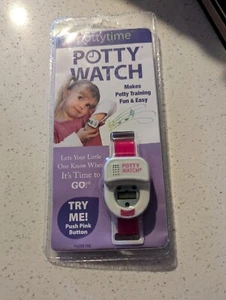 pottytime
POTTY
WATCH
Makes
Potty Training
Fun & Easy
Lets Your Little
One Know When
It's Time to
GO!
TRY
ME!
Push Pink
Button
POTTY
WATCH